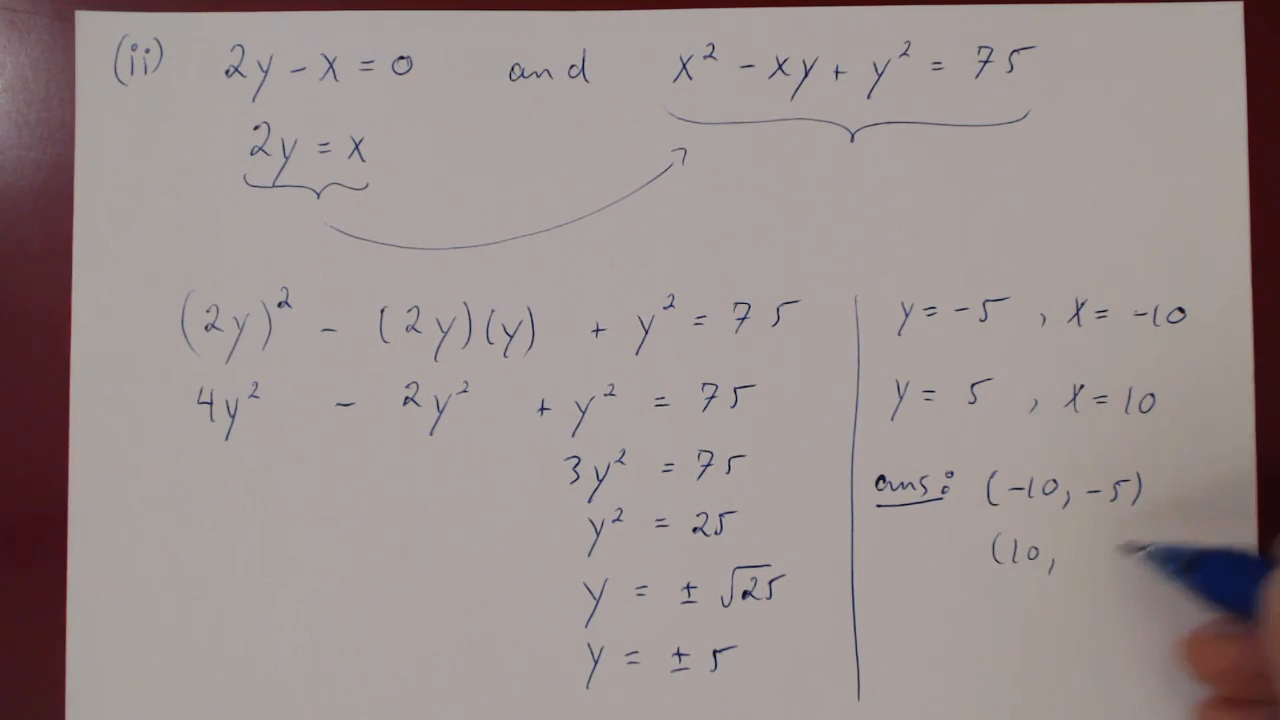 (ii) 2y - x = 0 and x² - xy + y² = 75
2y = x
(2y)² - (2y)(y) + y² = 75
4y² - 2y² + y² = 75
3y² = 75
y² = 25
y = ± √25
y = ± 5
y = -5 , x = -10
y = 5 , x = 10
ans: (-10, -5)
(10,